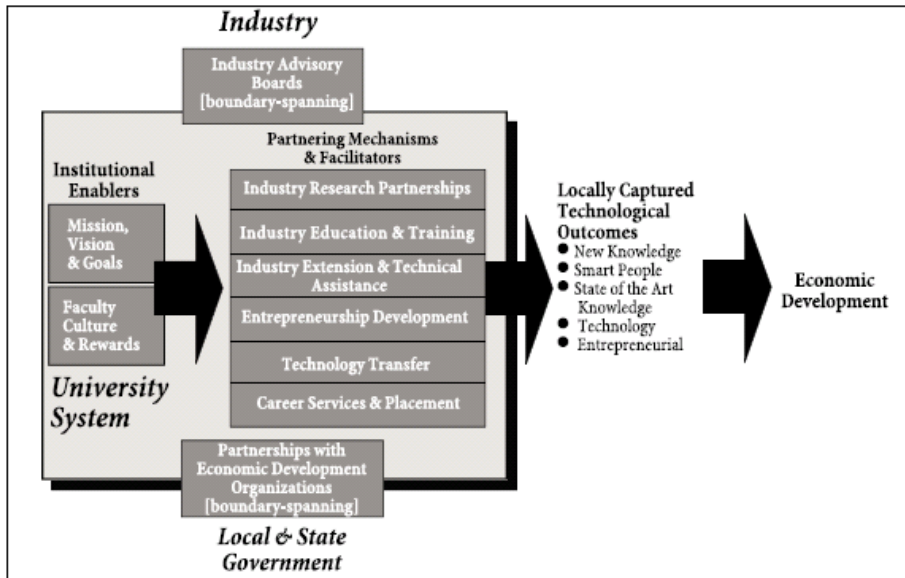 Industry
Industry Advisory
Boards
[boundary-spanning]
Partnering Mechanisms
& Facilitators
Institutional
Enablers
Mission,
Vision
& Goals
Faculty
Culture
& Rewards
University
System
Industry Research Partnerships
Industry Education & Training
Industry Extension & Technical
Assistance
Entrepreneurship Development
Technology Transfer
Career Services & Placement
Partnerships with
Economic Development
Organizations
[boundary-spanning]
Local & State
Government
Locally Captured
Technological
Outcomes
● New Knowledge
● Smart People
● State of the Art
Knowledge
● Technology
● Entrepreneurial
Economic
Development